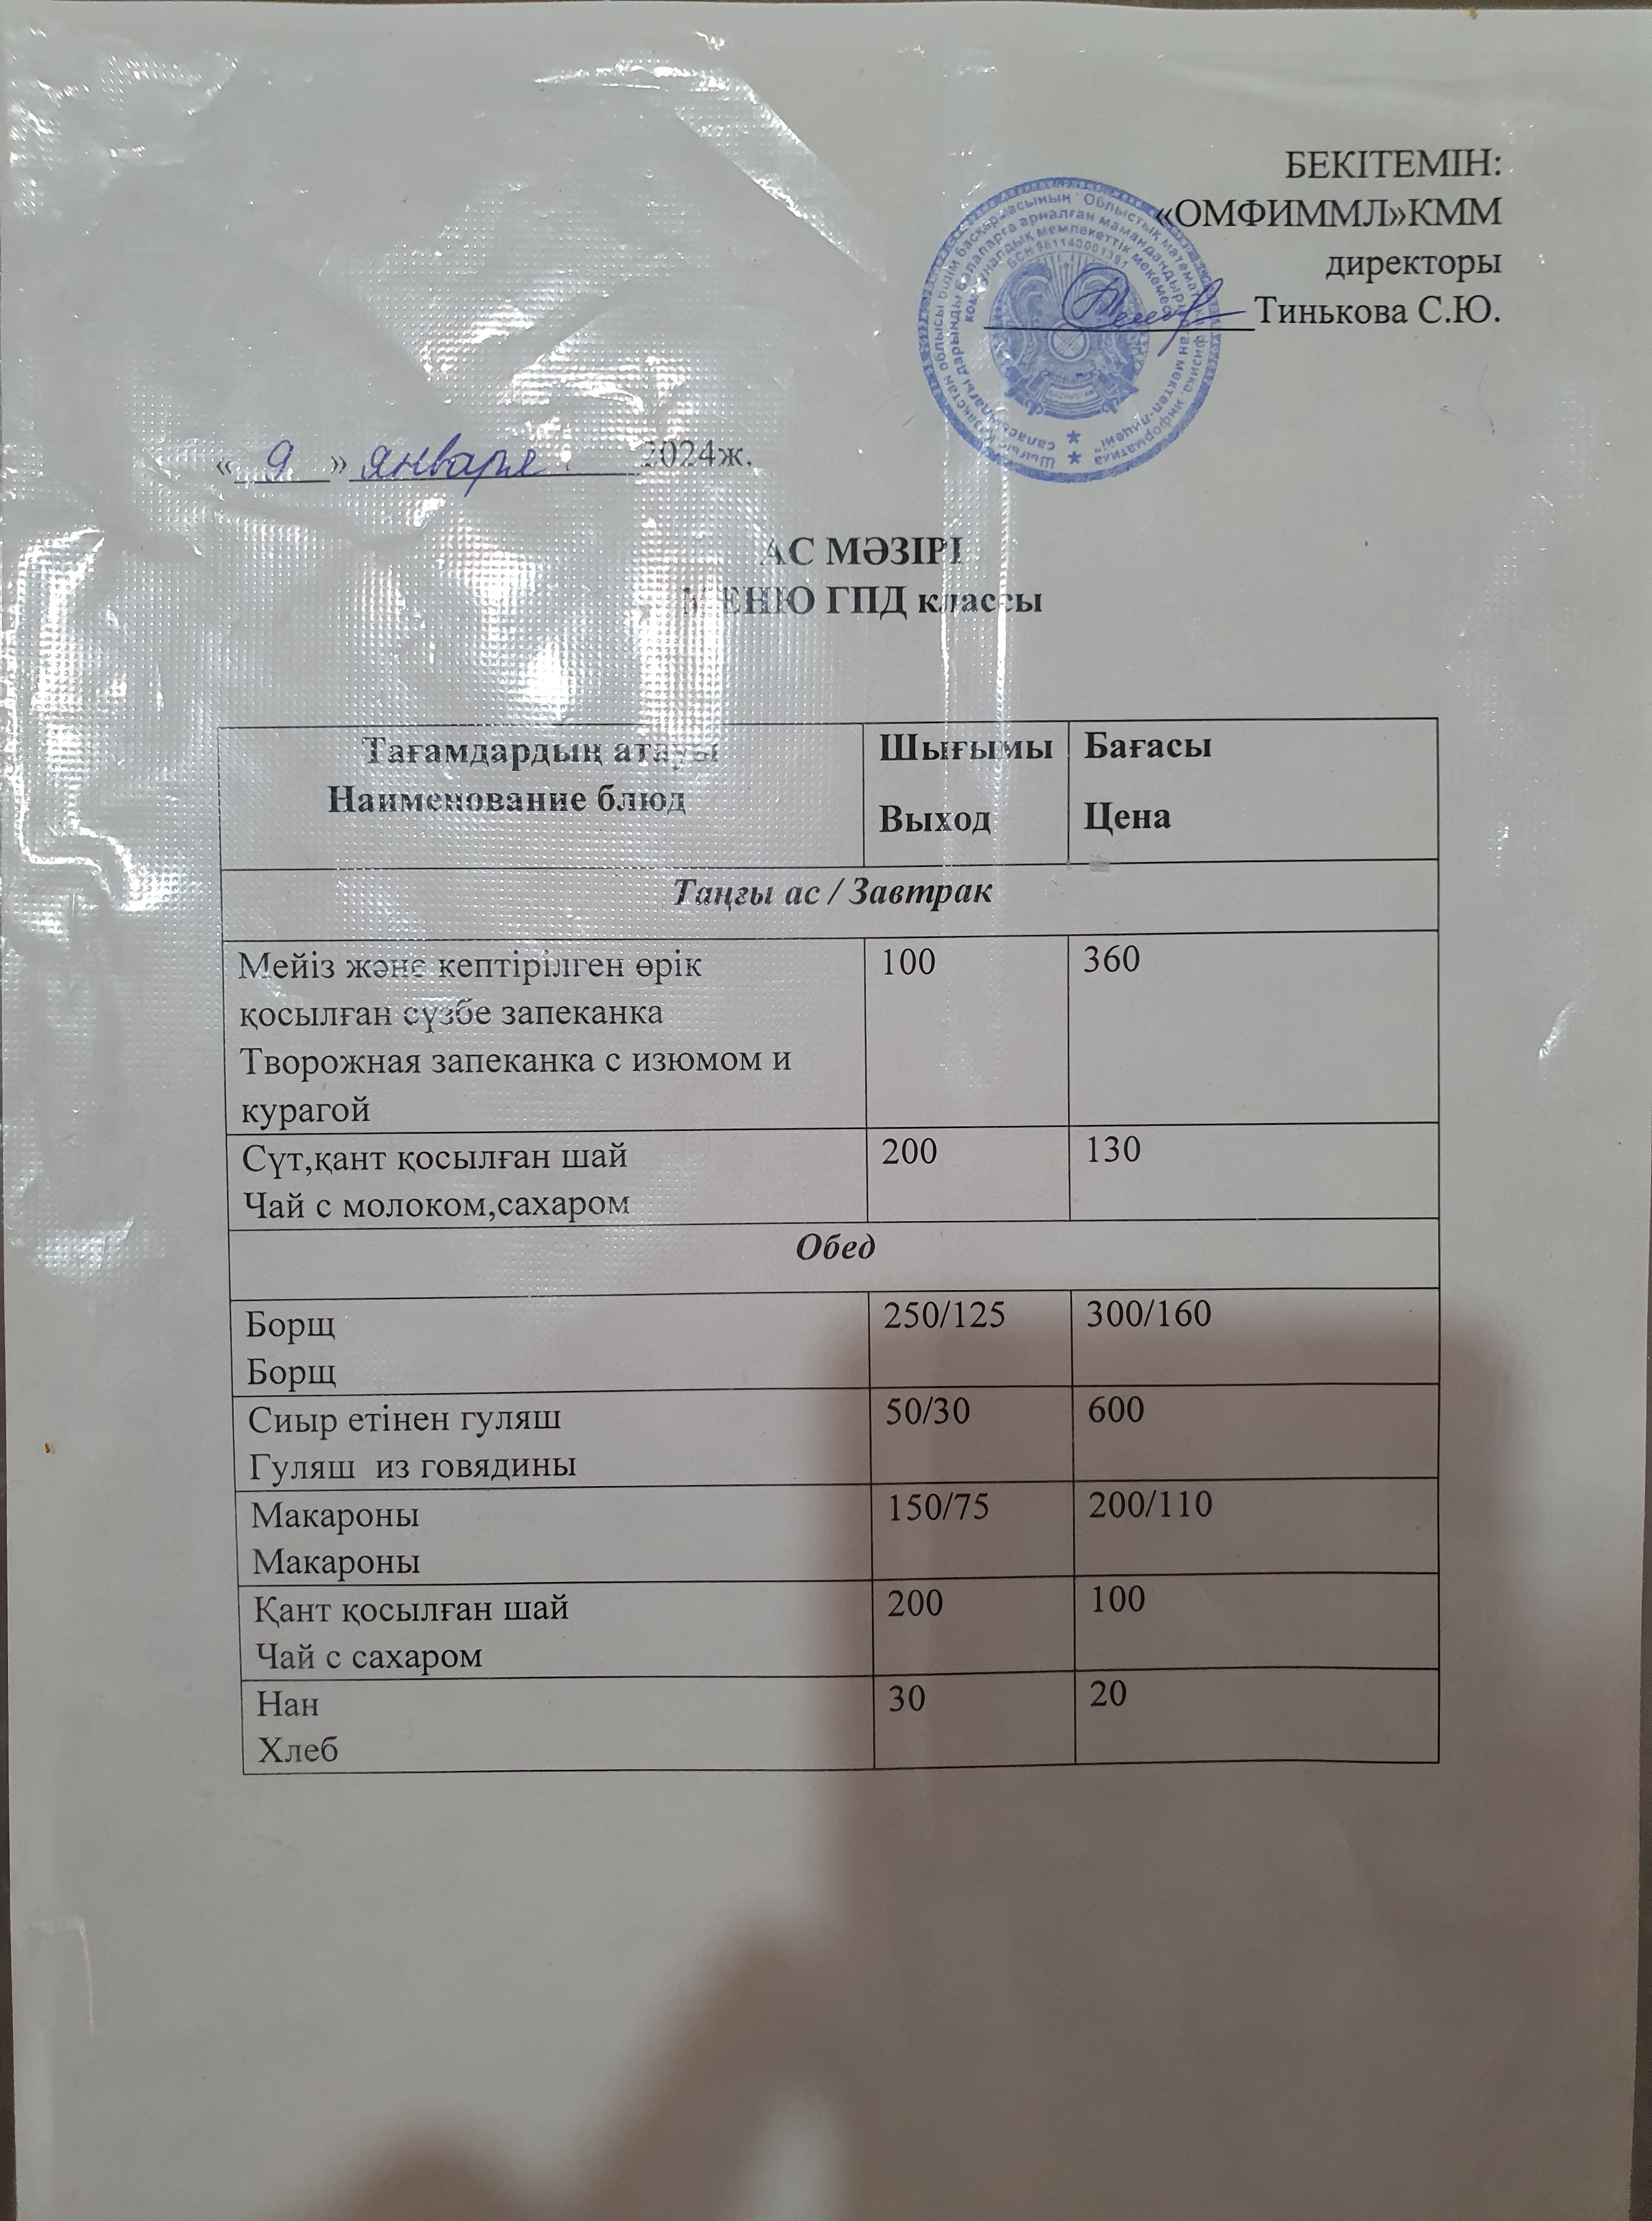 БЕКІТЕМІН:
«ОМФИММЛ»КММ
директоры
Тинькова С.Ю.
« 9 » января 2024ж.
АС МӘЗІРІ
МЕНЮ ГПД классы
Тағамдардың атауы
Наименование блюд
Шығымы
Выход
Бағасы
Цена
Таңғы ас / Завтрак
Мейіз және кептірілген өрік
қосылған сүзбе запеканка
Творожная запеканка с изюмом и
курагой
100
360
Сүт,қант қосылған шай
Чай с молоком,сахаром
200
130
Обед
Борщ
Борщ
250/125
300/160
Сиыр етінен гуляш
Гуляш из говядины
50/30
600
Макароны
Макароны
150/75
200/110
Қант қосылған шай
Чай с сахаром
200
100
Нан
Хлеб
30
20